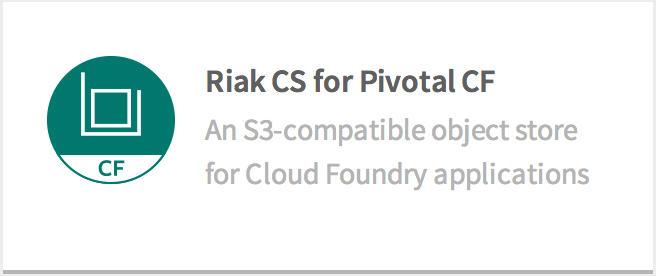 Riak CS for Pivotal CF
An S3-compatible object store
for Cloud Foundry applications
CF